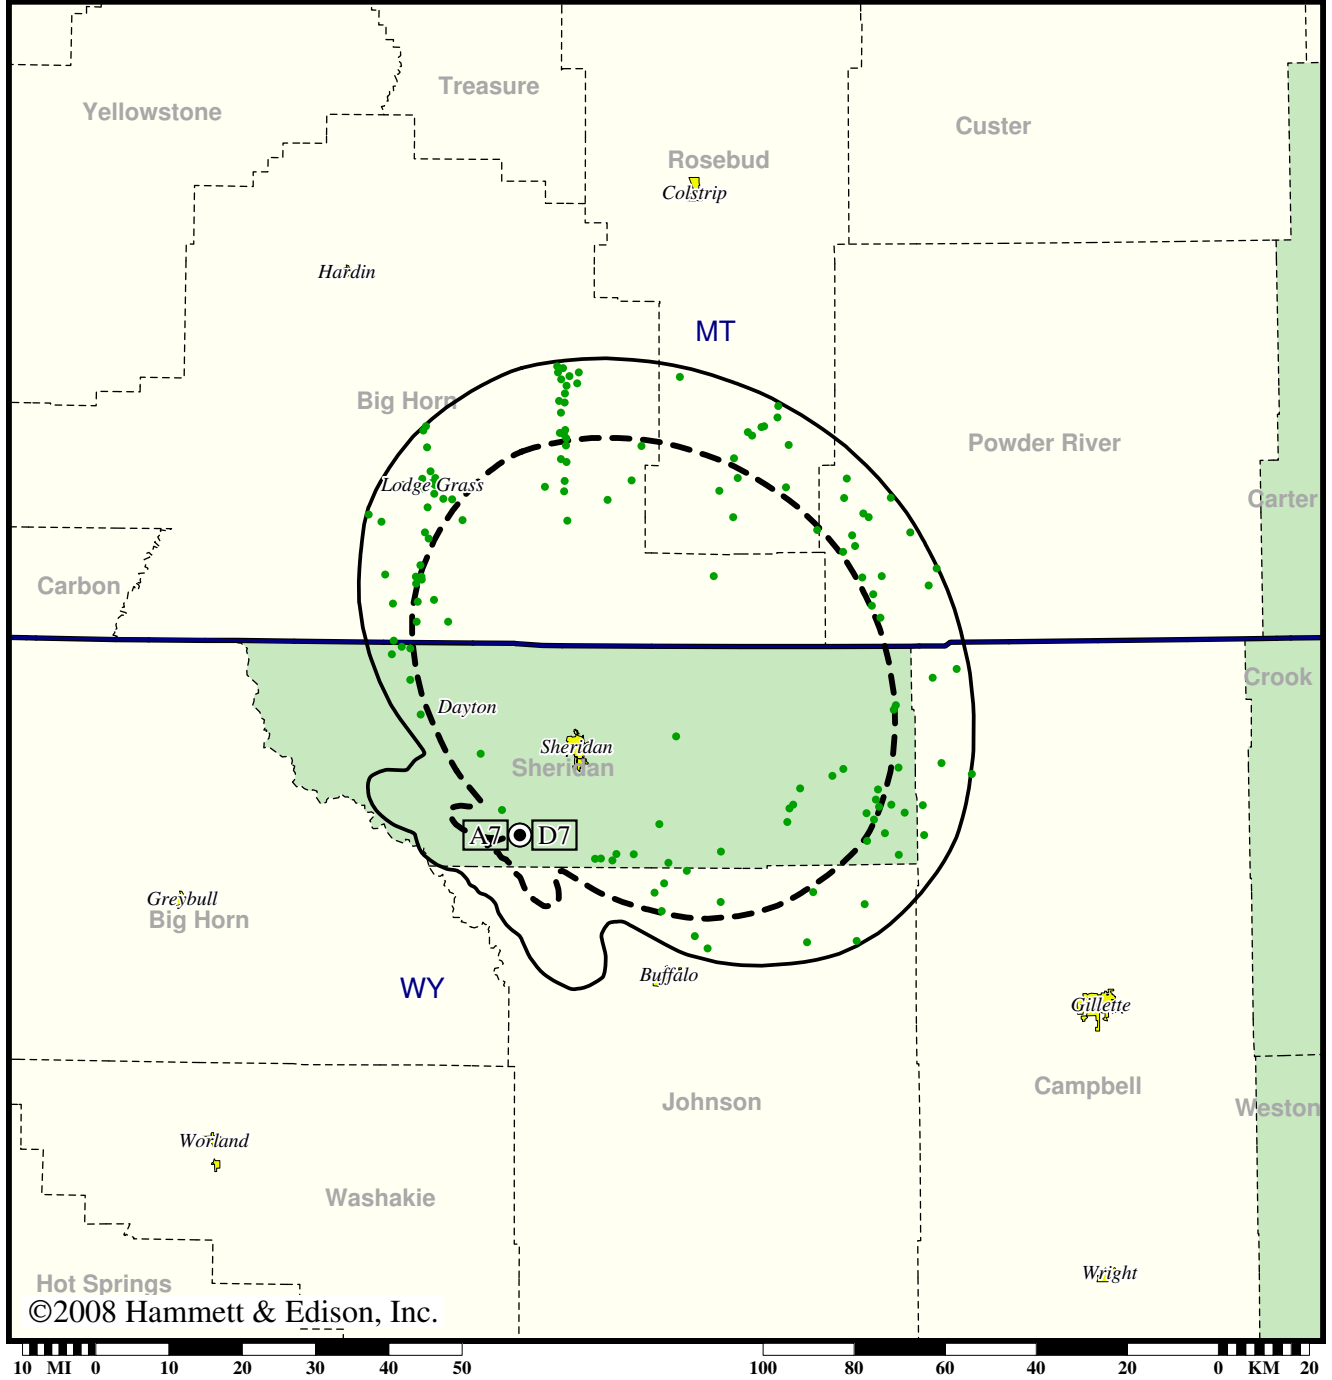 Treasure
Yellowstone
Custer
Rosebud
Colstrip
Hardin
MT
Big Horn
Powder River
Lodge Grass
Carter
Carbon
Crook
Dayton
Sheridan
Sheridan
A7
D7
Greybull
Big Horn
Buffalo
WY
Gillette
Campbell
Johnson
Weston
Worland
Washakie
Wright
Hot Springs
©2008 Hammett & Edison, Inc.
10 MI 0 10 20 30 40 50 100 80 60 40 20 0 KM 20